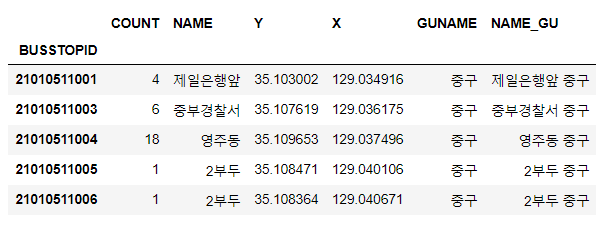 COUNT NAME Y X GUNAME NAME_GU
BUSSTOPID
21010511001 4 제일은행앞 35.103002 129.034916 중구 제일은행앞 중구
21010511003 6 중부경찰서 35.107619 129.036175 중구 중부경찰서 중구
21010511004 18 영주동 35.109653 129.037496 중구 영주동 중구
21010511005 1 2부두 35.108471 129.040106 중구 2부두 중구
21010511006 1 2부두 35.108364 129.040671 중구 2부두 중구